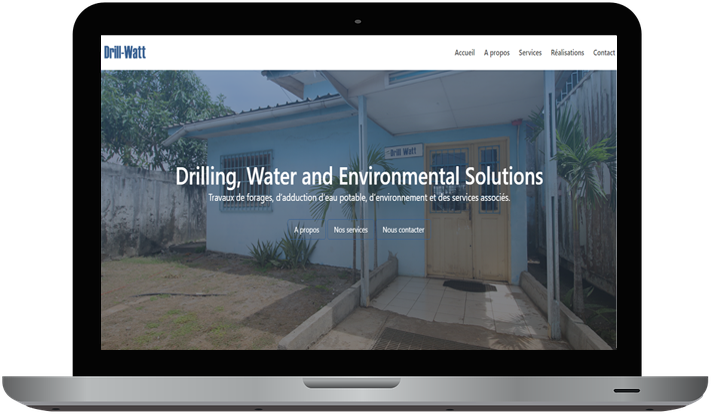 Drill-Watt
Accueil A propos Services Réalisations Contact
Drill Watt
Drilling, Water and Environmental Solutions
Travaux de forages, d'adduction d'eau potable, d'environnement et des services associés.
A propos Nos services Nous contacter